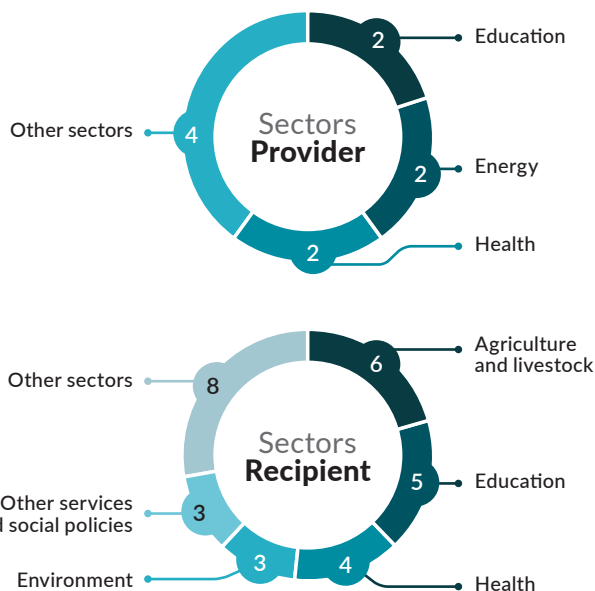 2
Education
Other sectors
4
Sectors
Provider
2
Energy
2
Health
Agriculture
and livestock
6
Other sectors
8
Sectors
Recipient
5
Education
Other services
social policies
3
3
4
Environment
Health